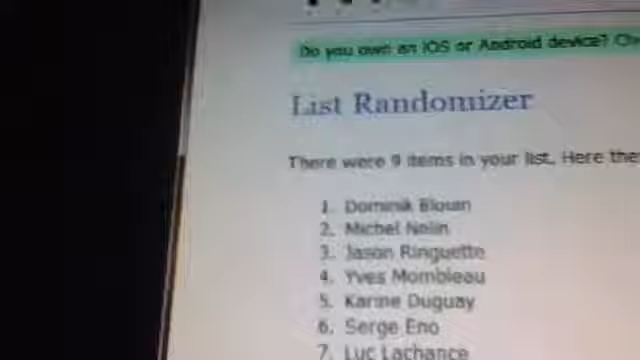 Do you own an iOS or Android device?
List Randomizer
There were 9 items in your list. Here the
1. Dominik Blouin
2. Michel Nolin
3. Jason Ringuette
4. Yves Mombleau
5. Karine Duguay
6. Serge Eno
7. Luc Lachance